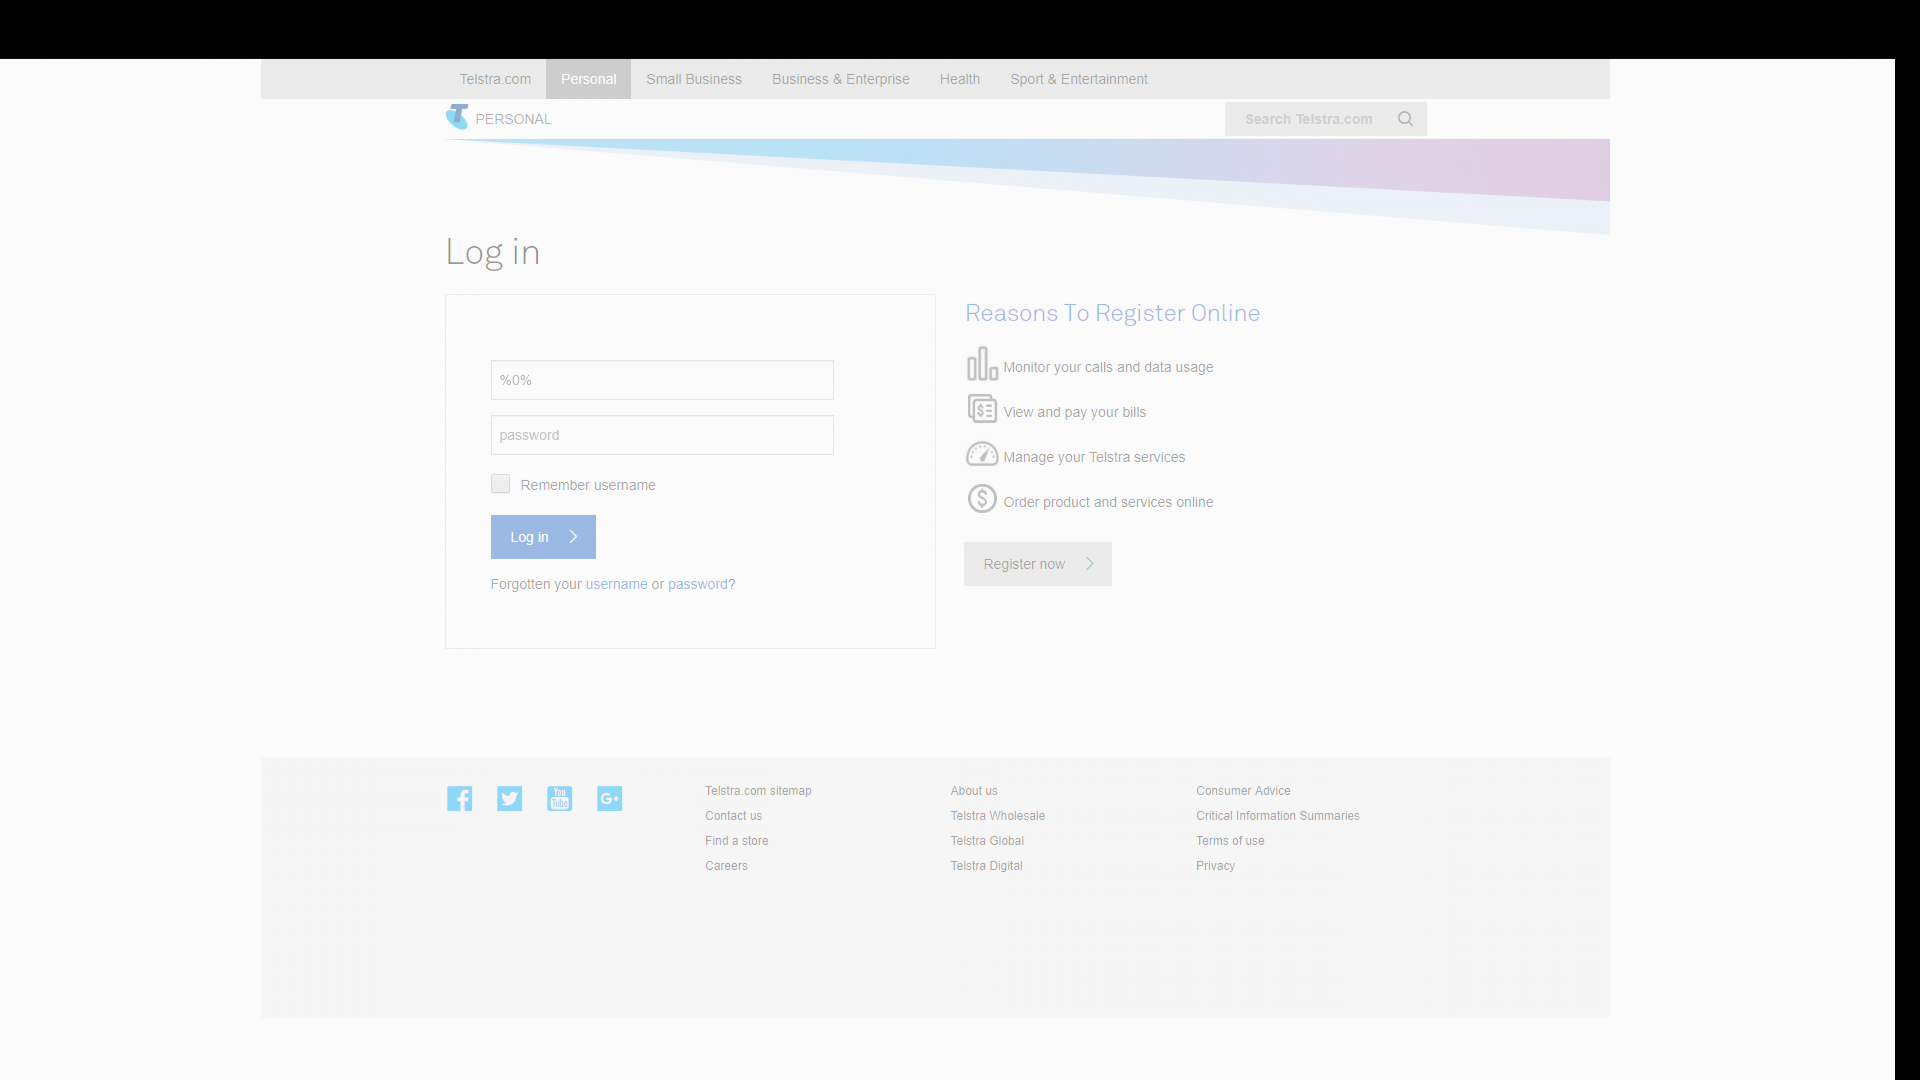 Telstra.com Personal Small Business Business & Enterprise Health Sport & Entertainment
PERSONAL
Search Telstra.com
Log in
%0%
password
Remember username
Log in
Forgotten your username or password?
Reasons To Register Online
Monitor your calls and data usage
View and pay your bills
Manage your Telstra services
Order product and services online
Register now
You
Tube
G+
Telstra.com sitemap
Contact us
Find a store
Careers
About us
Telstra Wholesale
Telstra Global
Telstra Digital
Consumer Advice
Critical Information Summaries
Terms of use
Privacy